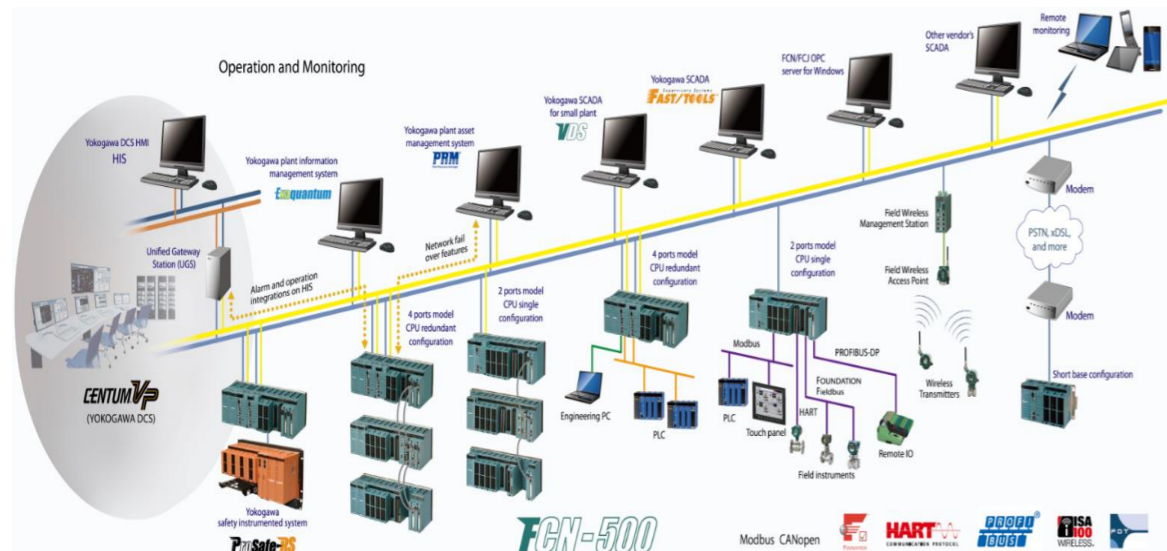 Operation and Monitoring
Yokogawa DCS HMI
HIS
Yokogawa plant information
management system
Exaquantum
Yokogawa plant asset
management system
PRM
Yokogawa SCADA
for small plant
VDS
Yokogawa SCADA
FAST/TOOLS
FCN/FCJ OPC
server for Windows
Other vendor's
SCADA
Remote
monitoring
Unified Gateway
Station (UGS)
Alarm and operation
integrations on HIS
Network fail
over features
4 ports model
CPU redundant
configuration
2 ports model
CPU single
configuration
4 ports model
CPU redundant
configuration
2 ports model
CPU single
configuration
Field Wireless
Management Station
Field Wireless
Access Point
Wireless
Transmitters
Modem
PSTN, xDSL,
and more
Modem
Short base configuration
CENTUM VP
(YOKOGAWA DCS)
Engineering PC
PLC
Modbus
PLC
Touch panel
HART
FOUNDATION
Fieldbus
PROFIBUS-DP
Field instruments
Remote IO
Yokogawa
safety instrumented system
ProSafe-RS
FCN-500
Modbus CANopen
HART
COMMUNICATION PROTOCOL
PROFI
BUS
ISA
100
WIRELESS